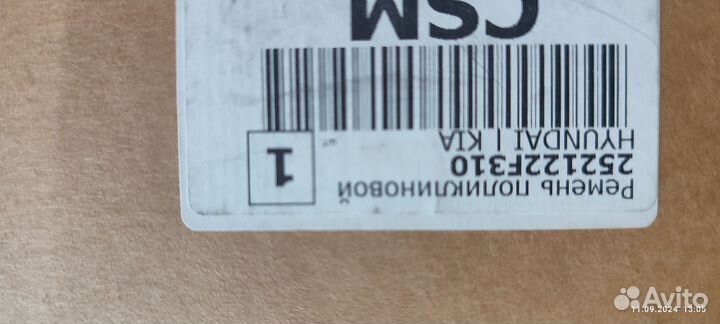 Ремень поликлиновой
252122F310
HYUNDAI | KIA
1
шт
CSM
Avito
11.09.2024 13:05